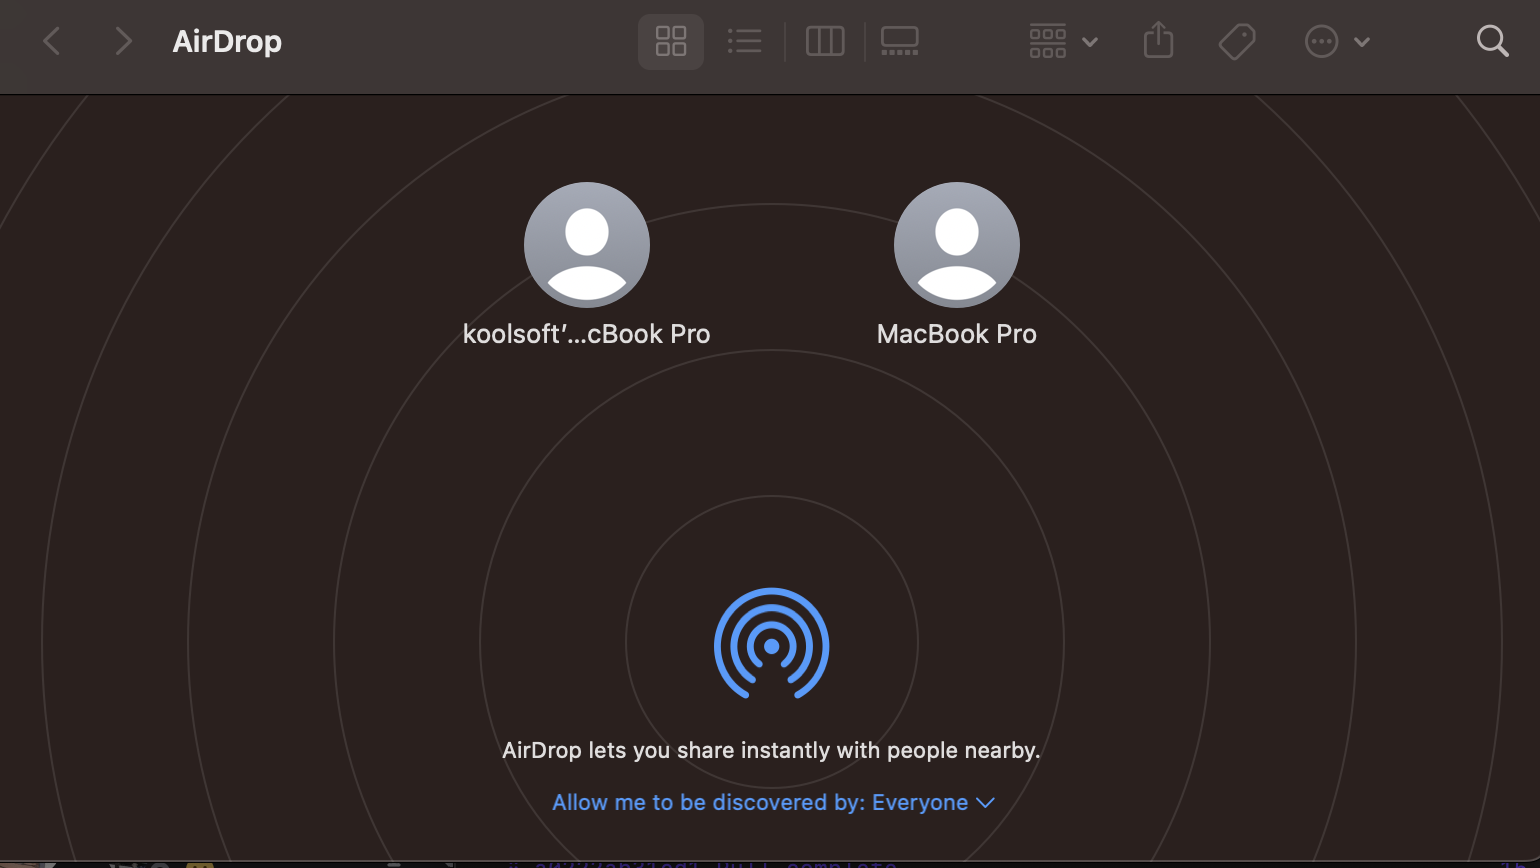 AirDrop
koolsoft’...cBook Pro
MacBook Pro
AirDrop lets you share instantly with people nearby.
Allow me to be discovered by: Everyone